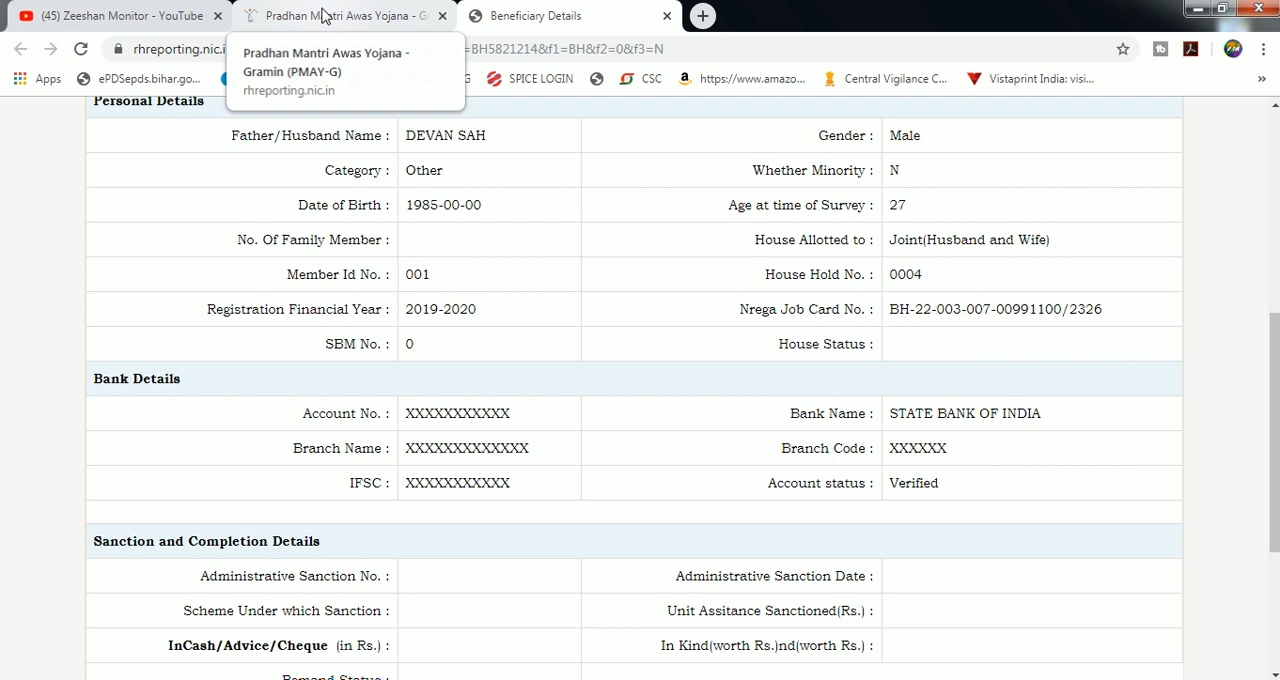 (45) Zeeshan Monitor - YouTube
Pradhan Mantri Awas Yojana - G
Beneficiary Details
rhreporting.nic.i
=BH5821214&f1=BH&f2=0&f3=N
Pradhan Mantri Awas Yojana -
Gramin (PMAY-G)
rhreporting.nic.in
Apps
ePDSepds.bihar.go...
G
SPICE LOGIN
CSC
https://www.amazo...
Central Vigilance C...
Vistaprint India: visi...
»
Personal Details
Father/Husband Name : DEVAN SAH Gender : Male
Category : Other Whether Minority : N
Date of Birth : 1985-00-00 Age at time of Survey : 27
No. Of Family Member : House Allotted to : Joint(Husband and Wife)
Member Id No. : 001 House Hold No. : 0004
Registration Financial Year : 2019-2020 Nrega Job Card No. : BH-22-003-007-00991100/2326
SBM No. : 0 House Status :
Bank Details
Account No. : XXXXXXXXXXX Bank Name : STATE BANK OF INDIA
Branch Name : XXXXXXXXXXXXX Branch Code : XXXXXX
IFSC : XXXXXXXXXXX Account status : Verified
Sanction and Completion Details
Administrative Sanction No. : Administrative Sanction Date :
Scheme Under which Sanction : Unit Assitance Sanctioned(Rs.) :
InCash/Advice/Cheque (in Rs.) : In Kind(worth Rs.)nd(worth Rs.) :